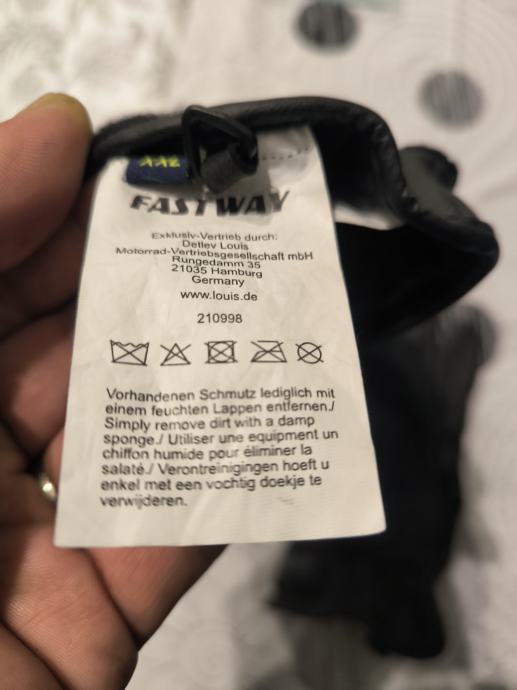 XXL
FASTWAY
Exklusiv-Vertrieb durch:
Detlev Louis
Motorrad-Vertriebsgesellschaft mbH
Rungedamm 35
21035 Hamburg
Germany
www.louis.de
210998
Vorhandenen Schmutz lediglich mit
einem feuchten Lappen entfernen./
Simply remove dirt with a damp
sponge./ Utiliser une equipment un
chiffon humide pour éliminer la
salaté./ Verontreinigingen hoeft u
enkel met een vochtig doekje te
verwijderen.